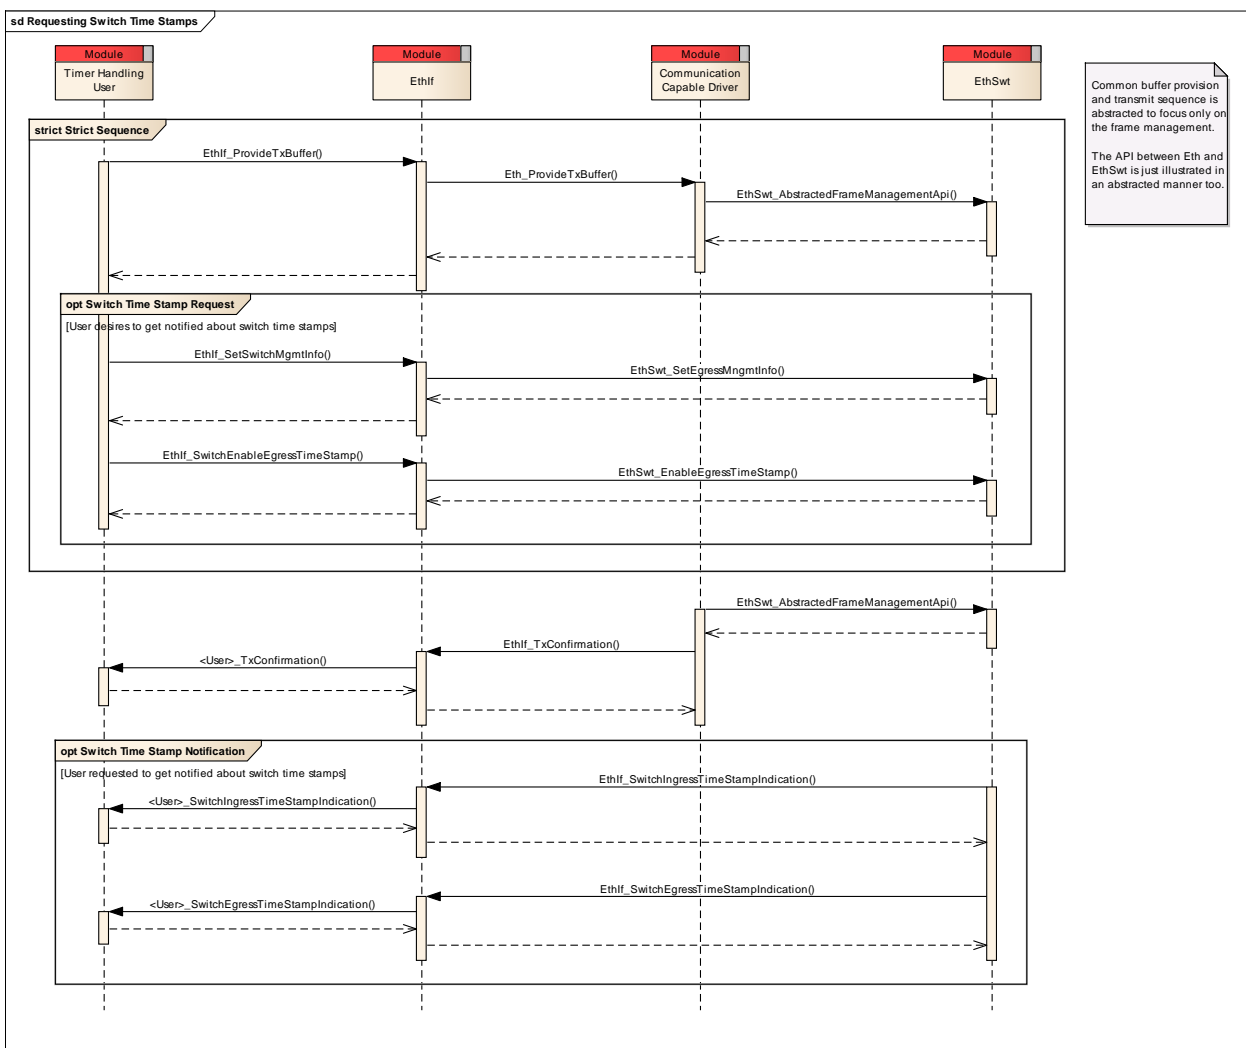 sd Requesting Switch Time Stamps
Module
Module
Module
Module
Timer Handling
User
EthIf
Communication
Capable Driver
EthSwt
Common buffer provision
and transmit sequence is
abstracted to focus only on
the frame management.
The API between Eth and
EthSwt is just illustrated in
an abstracted manner too.
strict Strict Sequence
EthIf_ProvideTxBuffer()
Eth_ProvideTxBuffer()
EthSwt_AbstractedFrameManagementApi()
opt Switch Time Stamp Request
[User desires to get notified about switch time stamps]
EthIf_SetSwitchMgmtInfo()
EthSwt_SetEgressMngmtInfo()
EthIf_SwitchEnableEgressTimeStamp()
EthSwt_EnableEgressTimeStamp()
EthSwt_AbstractedFrameManagementApi()
EthIf_TxConfirmation()
<User>_TxConfirmation()
opt Switch Time Stamp Notification
[User requested to get notified about switch time stamps]
EthIf_SwitchIngressTimeStampIndication()
<User>_SwitchIngressTimeStampIndication()
EthIf_SwitchEgressTimeStampIndication()
<User>_SwitchEgressTimeStampIndication()